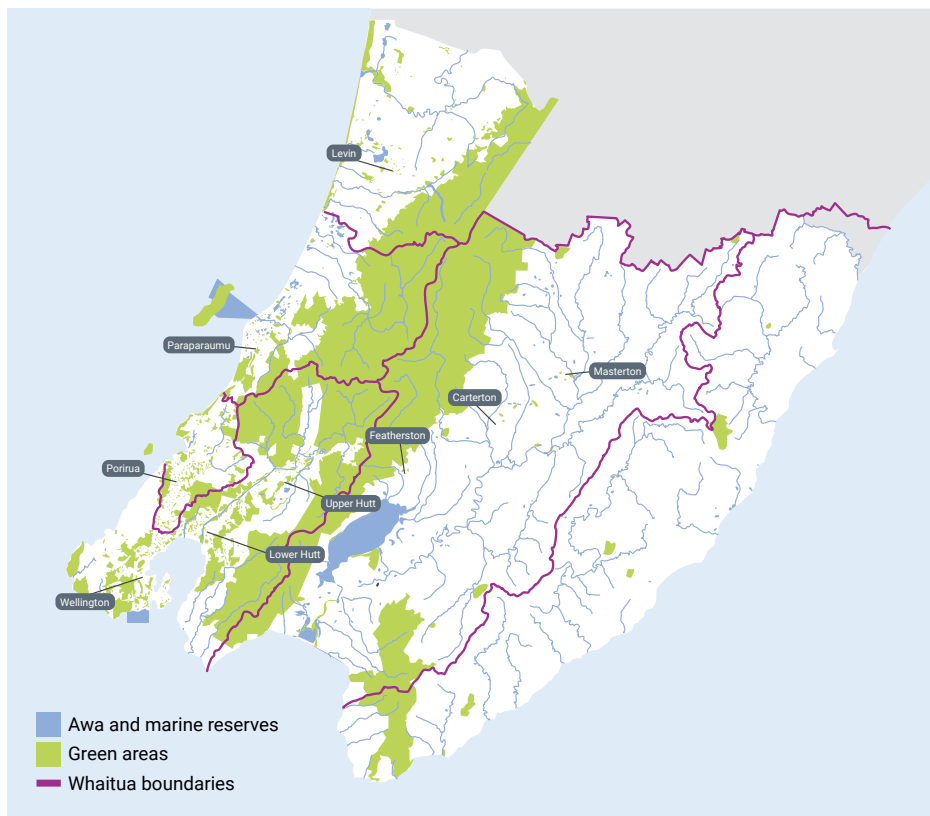 Levin
Paraparaumu
Masterton
Carterton
Featherston
Porirua
Upper Hutt
Lower Hutt
Wellington
Awa and marine reserves
Green areas
Whaitua boundaries